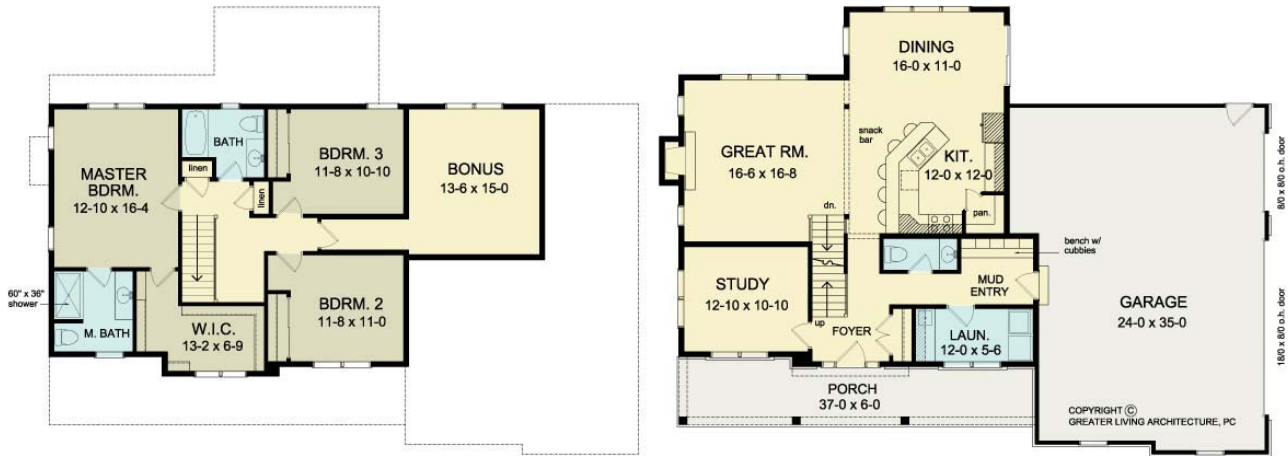 BATH
linen
linen
MASTER
BDRM.
12-10 x 16-4
BDRM. 3
11-8 x 10-10
BONUS
13-6 x 15-0
60" x 36"
shower
M. BATH
W.I.C.
13-2 x 6-9
BDRM. 2
11-8 x 11-0
DINING
16-0 x 11-0
GREAT RM.
16-6 x 16-8
snack
bar
KIT.
12-0 x 12-0
pan.
dn.
STUDY
12-10 x 10-10
up
FOYER
MUD
ENTRY
bench w/
cubbies
LAUN.
12-0 x 5-6
GARAGE
24-0 x 35-0
8/0 x 8/0 o.h. door
18/0 x 8/0 o.h. door
PORCH
37-0 x 6-0
COPYRIGHT ©
GREATER LIVING ARCHITECTURE, PC